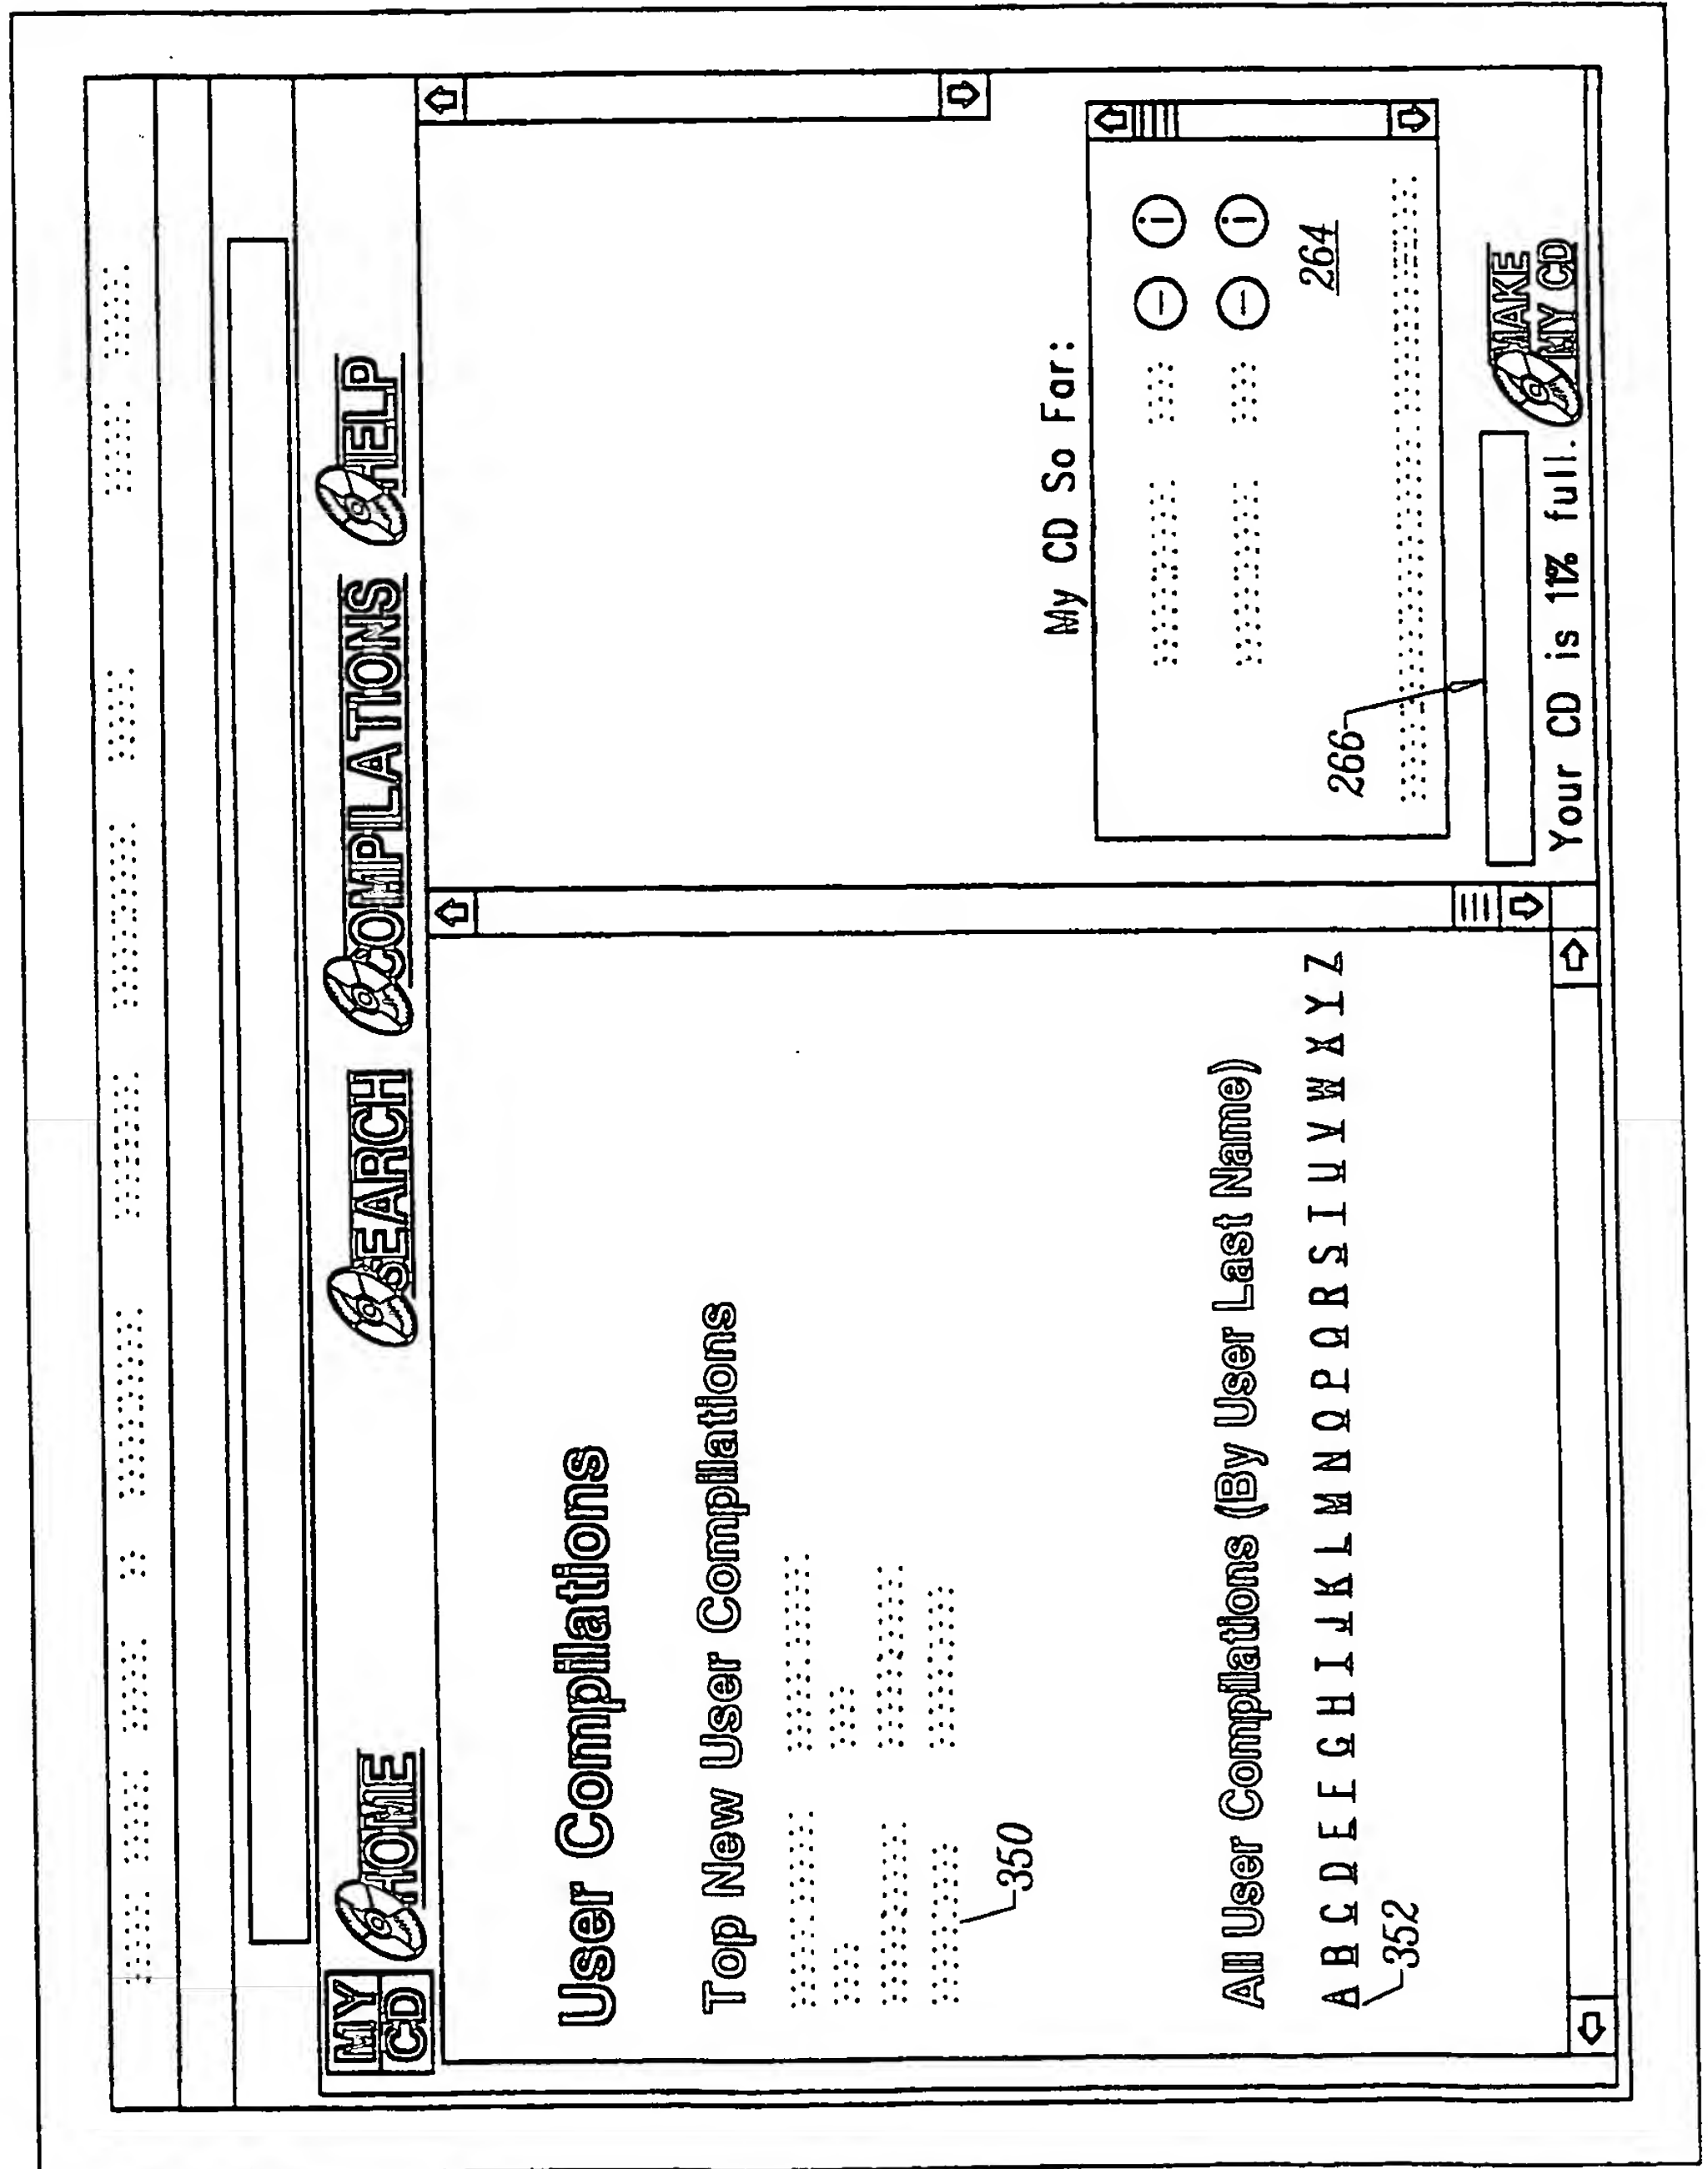 MY
CD
HOME
SEARCH
COMPILATIONS
HELP
User Compilations
Top New User Compilations
350
All User Compilations (By User Last Name)
A B C D E F G H I J K L M N O P Q R S T U V W X Y Z
352
My CD So Far:
- i
- i
264
266
Your CD is 11% full.
MAKE
MY CD